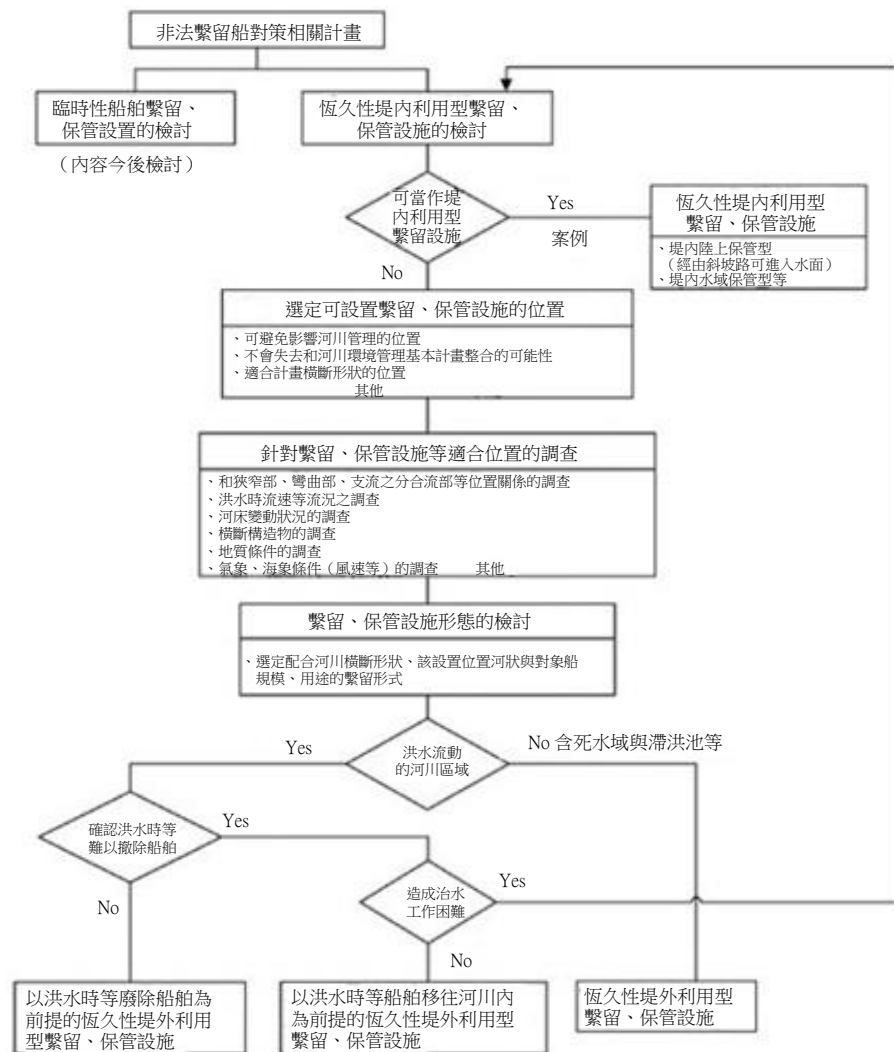 非法繫留船對策相關計畫
臨時性船舶繫留、
保管設置的檢討
（內容今後檢討）
恆久性堤內利用型繫留、
保管設施的檢討
可當作堤
內利用型
繫留設施
Yes
案例
No
恆久性堤內利用型
繫留、保管設施
、堤內陸上保管型
（經由斜坡路可進入水面）
、堤內水域保管型等
選定可設置繫留、保管設施的位置
、可避免影響河川管理的位置
、不會失去和河川環境管理基本計畫整合的可能性
、適合計畫橫斷形狀的位置
其他
針對繫留、保管設施等適合位置的調查
、和狹窄部、彎曲部、支流之分合流部等位置關係的調查
、洪水時流速等流況之調查
、河床變動狀況的調查
、橫斷構造物的調查
、地質條件的調查
、氣象、海象條件（風速等）的調查 其他
繫留、保管設施形態的檢討
、選定配合河川橫斷形狀、該設置位置河狀與對象船
規模、用途的繫留形式
Yes
洪水流動
的河川區域
No 含死水域與滯洪池等
確認洪水時等
難以撤除船舶
Yes
No
造成治水
工作困難
Yes
No
以洪水時等廢除船舶為
前提的恆久性堤外利用
型繫留、保管設施
以洪水時等船舶移往河川內
為前提的恆久性堤外利用型
繫留、保管設施
恆久性堤外利用型
繫留、保管設施